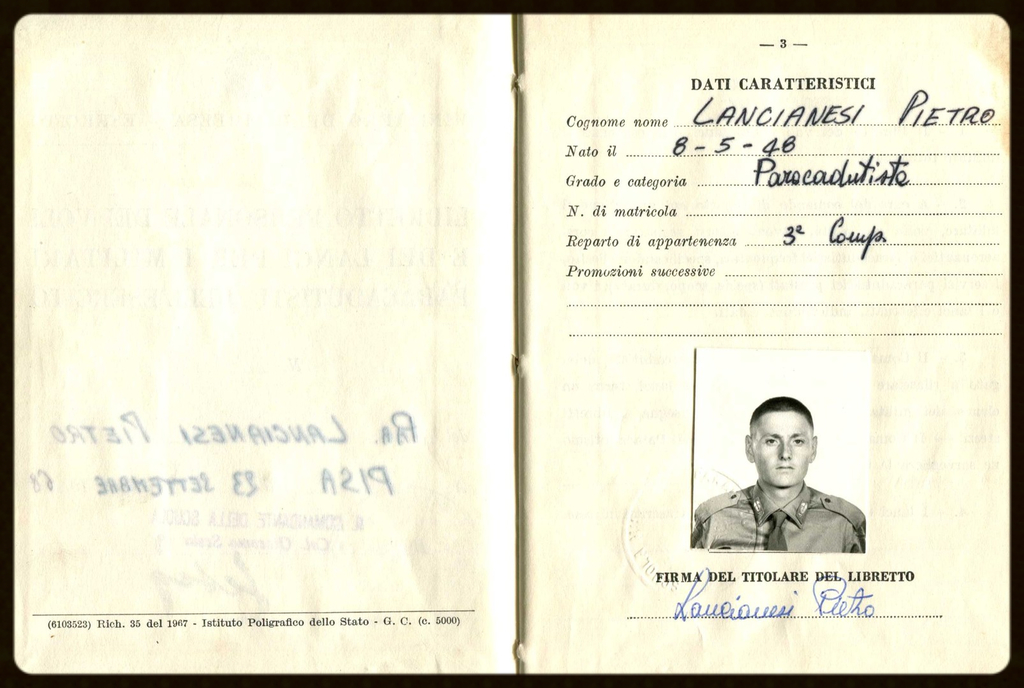 (6103523) Rich. 35 del 1967 - Istituto Poligrafico dello Stato - G. C. (c. 5000)
— 3 —
DATI CARATTERISTICI
Cognome nome LANCIANESI PIETRO
Nato il 8-5-48
Grado e categoria Paracadutista
N. di matricola
Reparto di appartenenza 3ª Comp.
Promozioni successive
FIRMA DEL TITOLARE DEL LIBRETTO
Lancianesi Pietro